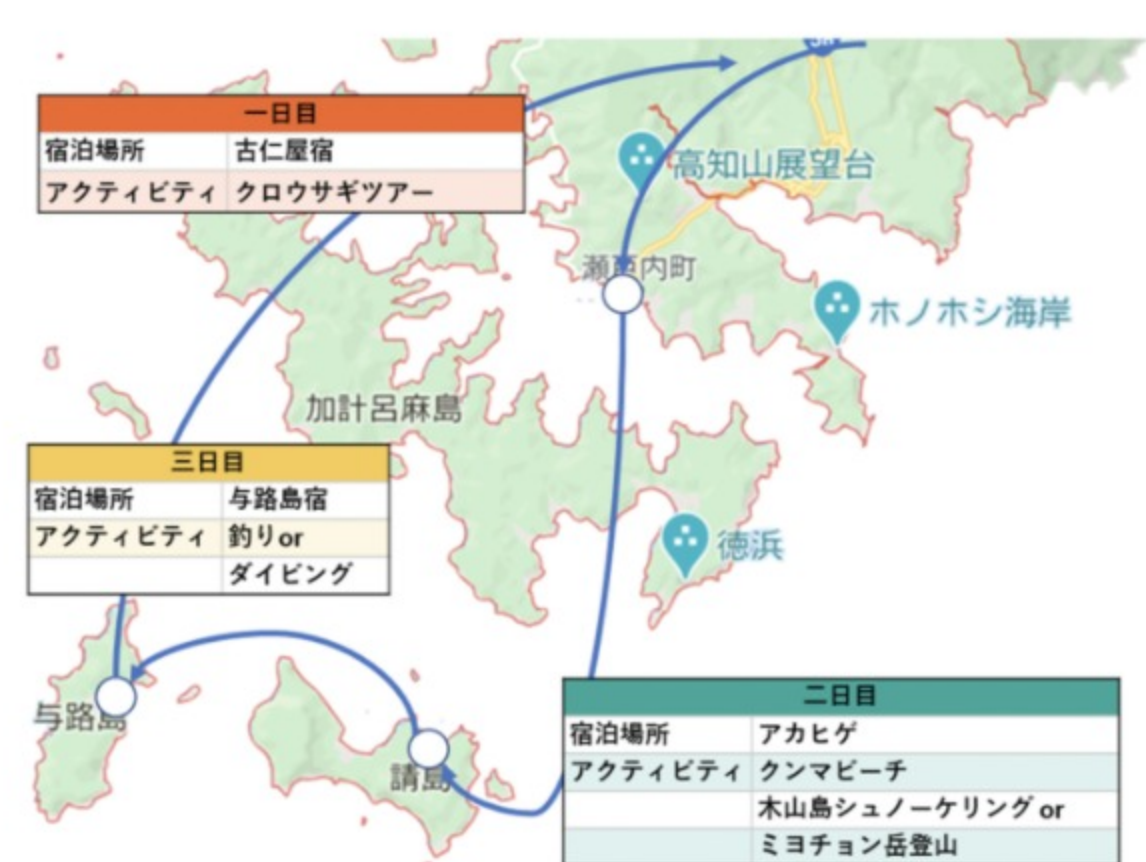 一日目
宿泊場所 古仁屋宿
アクティビティ クロウサギツアー
高知山展望台
瀬戸内町
ホノホシ海岸
加計呂麻島
三日目
宿泊場所 与路島宿
アクティビティ 釣りor
ダイビング
徳浜
与路島
請島
二日目
宿泊場所 アカヒゲ
アクティビティ クンマビーチ
木山島シュノーケリング or
ミヨチョン岳登山